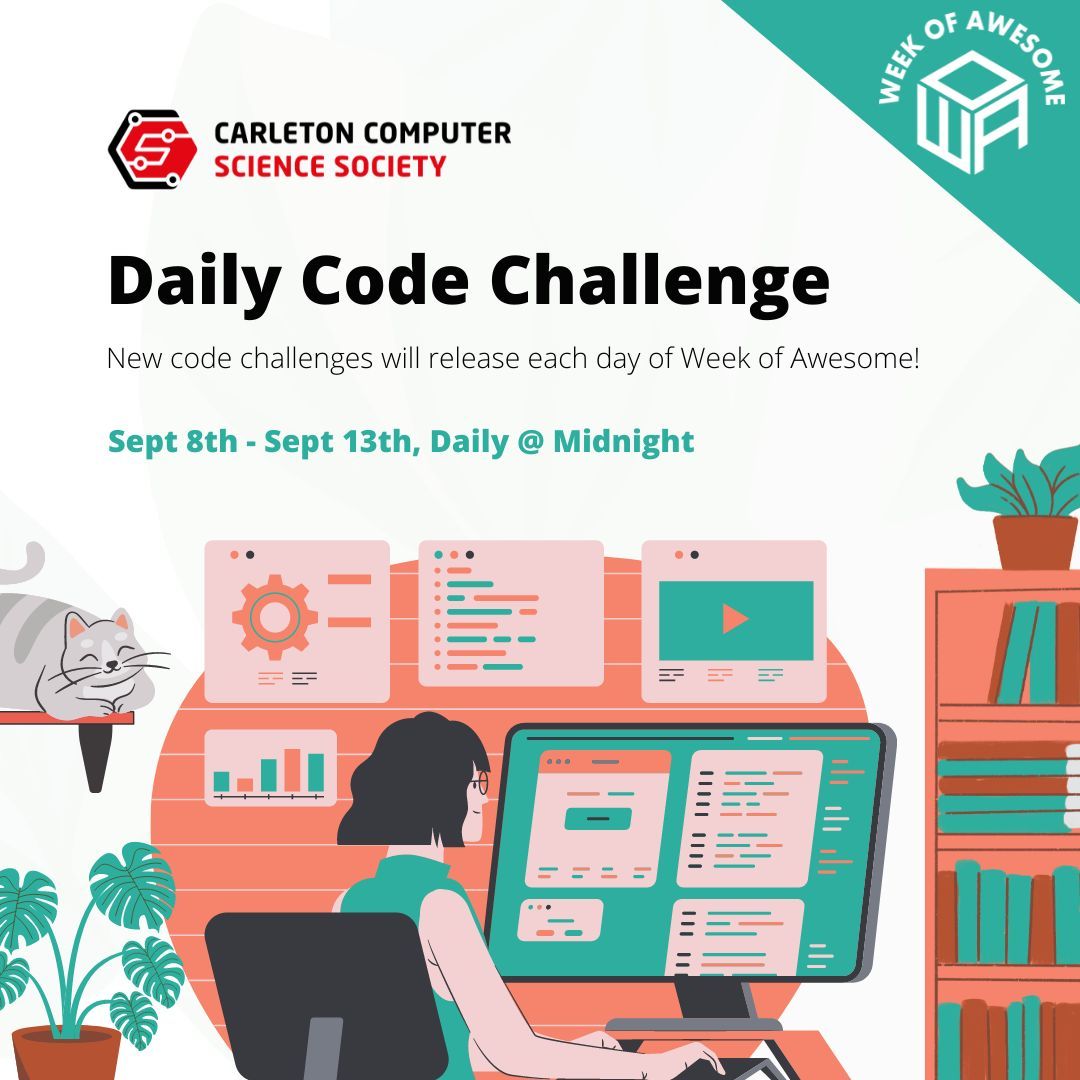 WEEK OF AWESOME
WOA
CARLETON COMPUTER
SCIENCE SOCIETY
Daily Code Challenge
New code challenges will release each day of Week of Awesome!
Sept 8th - Sept 13th, Daily @ Midnight